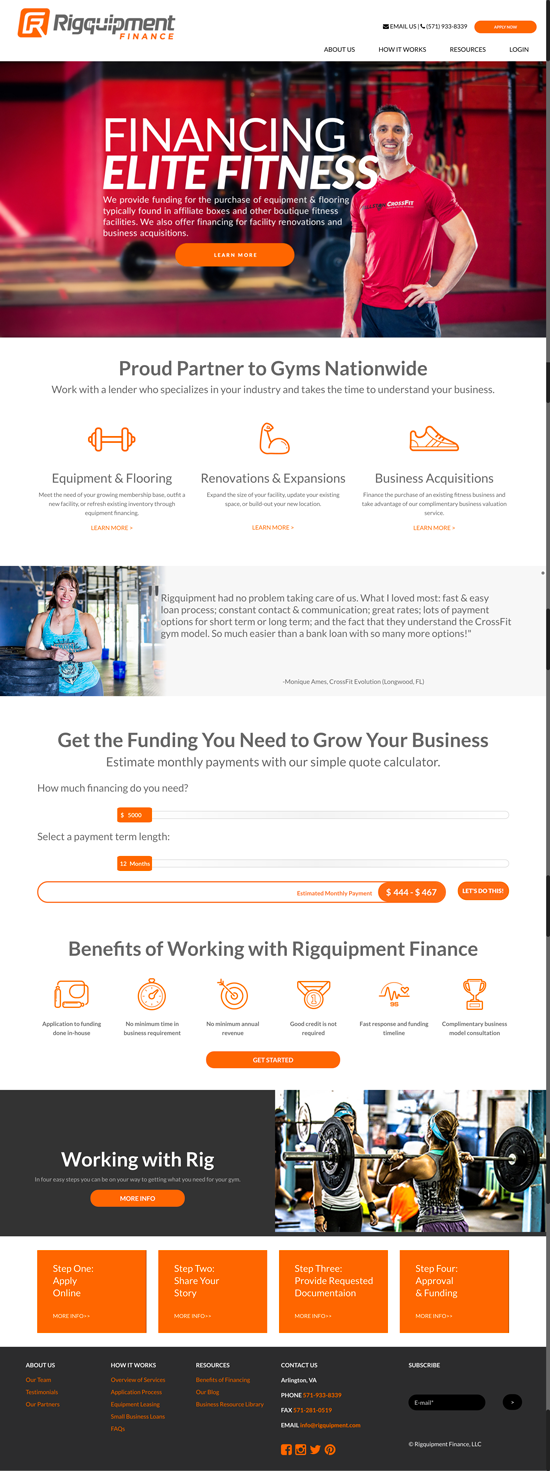 Rigquipment
FINANCE
EMAIL US | (571) 933-8339
APPLY NOW
ABOUT US HOW IT WORKS RESOURCES LOGIN
FINANCING
ELITE FITNESS
We provide funding for the purchase of equipment & flooring
typically found in affiliate boxes and other boutique fitness
facilities. We also offer financing for facility renovations and
business acquisitions.
LEARN MORE
CROSSFIT
Proud Partner to Gyms Nationwide
Work with a lender who specializes in your industry and takes the time to understand your business.
Equipment & Flooring
Meet the need of your growing membership base, outfit a
new facility, or refresh existing inventory through
equipment financing.
LEARN MORE >
Renovations & Expansions
Expand the size of your facility, update your existing
space, or build-out your new location.
LEARN MORE >
Business Acquisitions
Finance the purchase of an existing fitness business and
take advantage of our complimentary business valuation
service.
LEARN MORE >
"Rigquipment had no problem taking care of us. What I loved most: fast & easy
loan process; constant contact & communication; great rates; lots of payment
options for short term or long term; and the fact that they understand the CrossFit
gym model. So much easier than a bank loan with so many more options!"
-Monique Ames, CrossFit Evolution (Longwood, FL)
Get the Funding You Need to Grow Your Business
Estimate monthly payments with our simple quote calculator.
How much financing do you need?
$ 5000
Select a payment term length:
12 Months
Estimated Monthly Payment $ 444 - $ 467 LET'S DO THIS!
Benefits of Working with Rigquipment Finance
Application to funding
done in-house
No minimum time in
business requirement
No minimum annual
revenue
1
Good credit is not
required
95
Fast response and funding
timeline
Complimentary business
model consultation
GET STARTED
Working with Rig
In four easy steps you can be on your way to getting what you need for your gym.
MORE INFO
Step One:
Apply
Online
MORE INFO>>
Step Two:
Share Your
Story
MORE INFO>>
Step Three:
Provide Requested
Documentaion
MORE INFO>>
Step Four:
Approval
& Funding
MORE INFO>>
ABOUT US
Our Team
Testimonials
Our Partners
HOW IT WORKS
Overview of Services
Application Process
Equipment Leasing
Small Business Loans
FAQs
RESOURCES
Benefits of Financing
Our Blog
Business Resource Library
CONTACT US
Arlington, VA
PHONE 571-933-8339
FAX 571-281-0519
EMAIL info@rigquipment.com
SUBSCRIBE
E-mail* >
© Rigquipment Finance, LLC